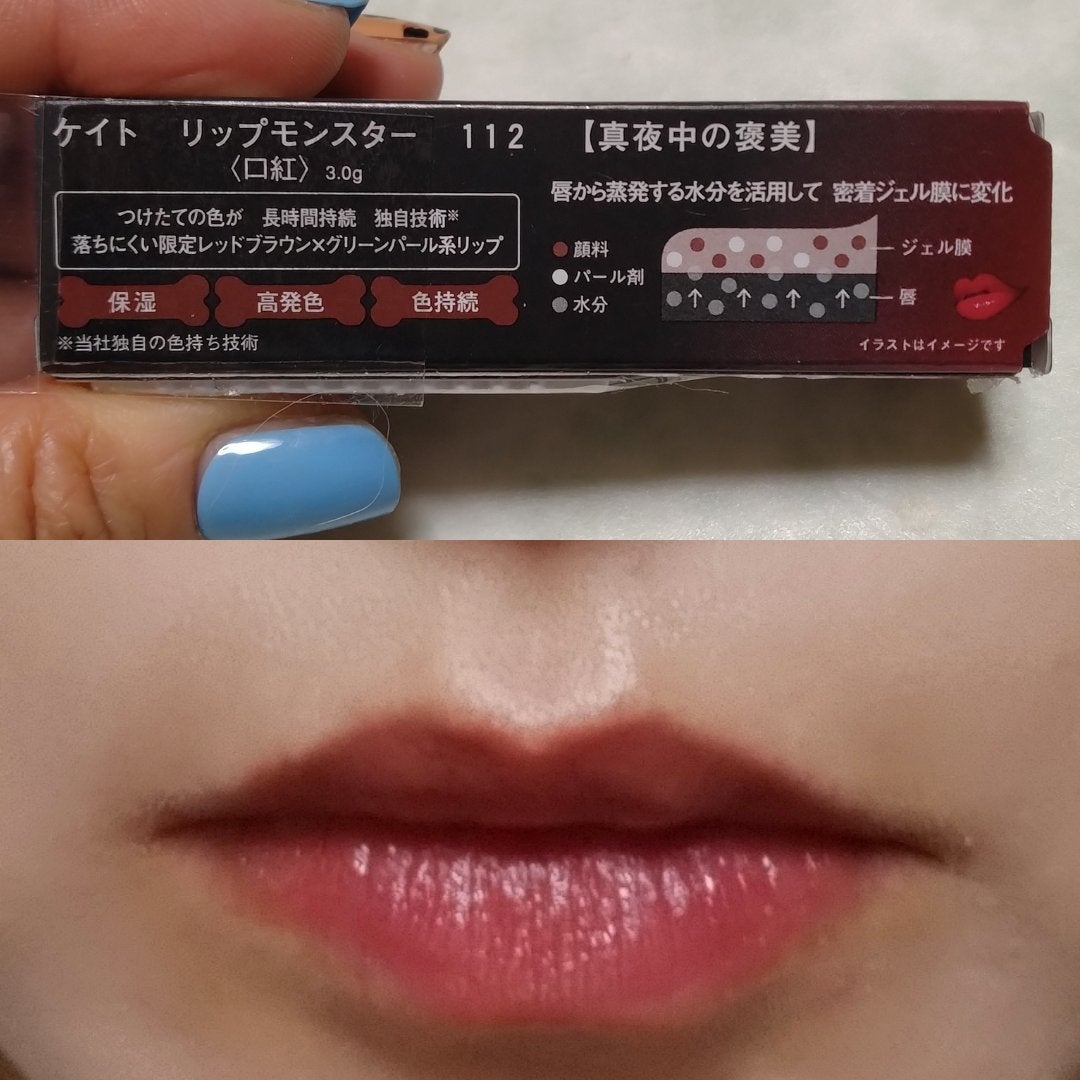 ケイト リップモンスター 112 【真夜中の褒美】
〈口紅〉 3.0g
つけたての色が 長時間持続 独自技術※
落ちにくい限定レッドブラウン×グリーンパール系リップ
保湿 高発色 色持続
※当社独自の色持ち技術
唇から蒸発する水分を活用して 密着ジェル膜に変化
顔料
パール剤
水分
ジェル膜
唇
イラストはイメージです